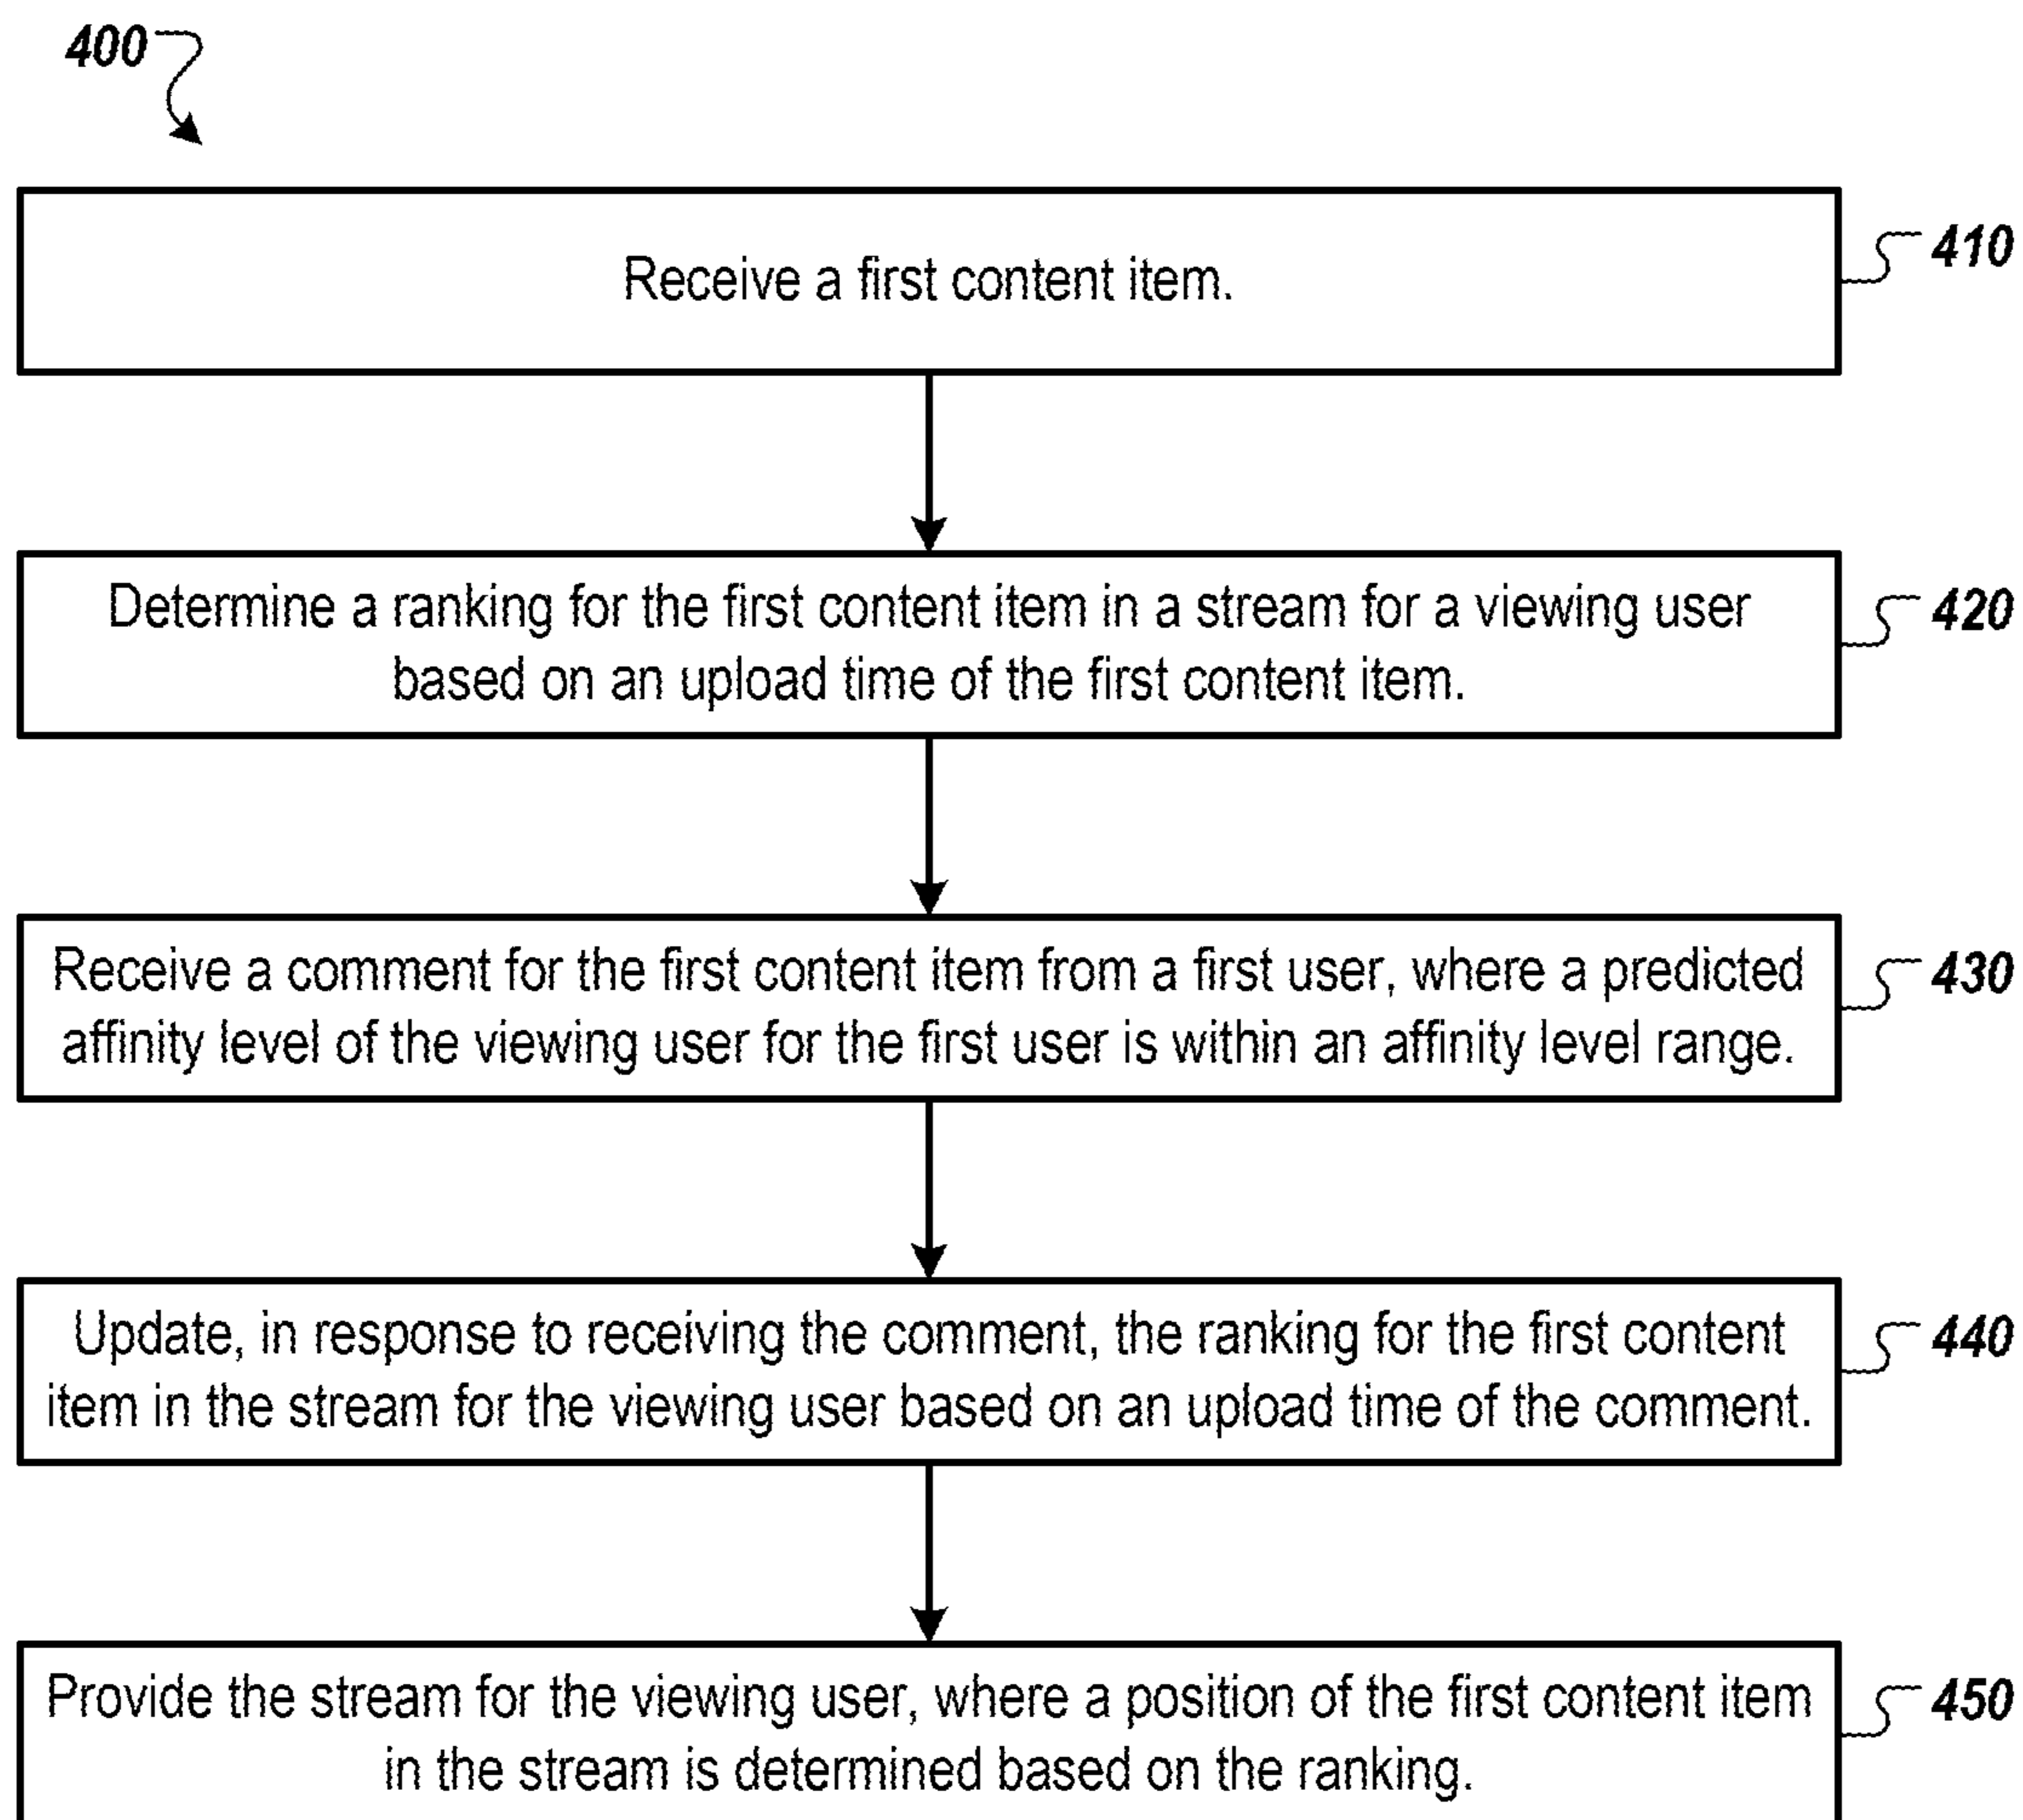 400
Receive a first content item.
410
Determine a ranking for the first content item in a stream for a viewing user
based on an upload time of the first content item.
420
Receive a comment for the first content item from a first user, where a predicted
affinity level of the viewing user for the first user is within an affinity level range.
430
Update, in response to receiving the comment, the ranking for the first content
item in the stream for the viewing user based on an upload time of the comment.
440
Provide the stream for the viewing user, where a position of the first content item
in the stream is determined based on the ranking.
450